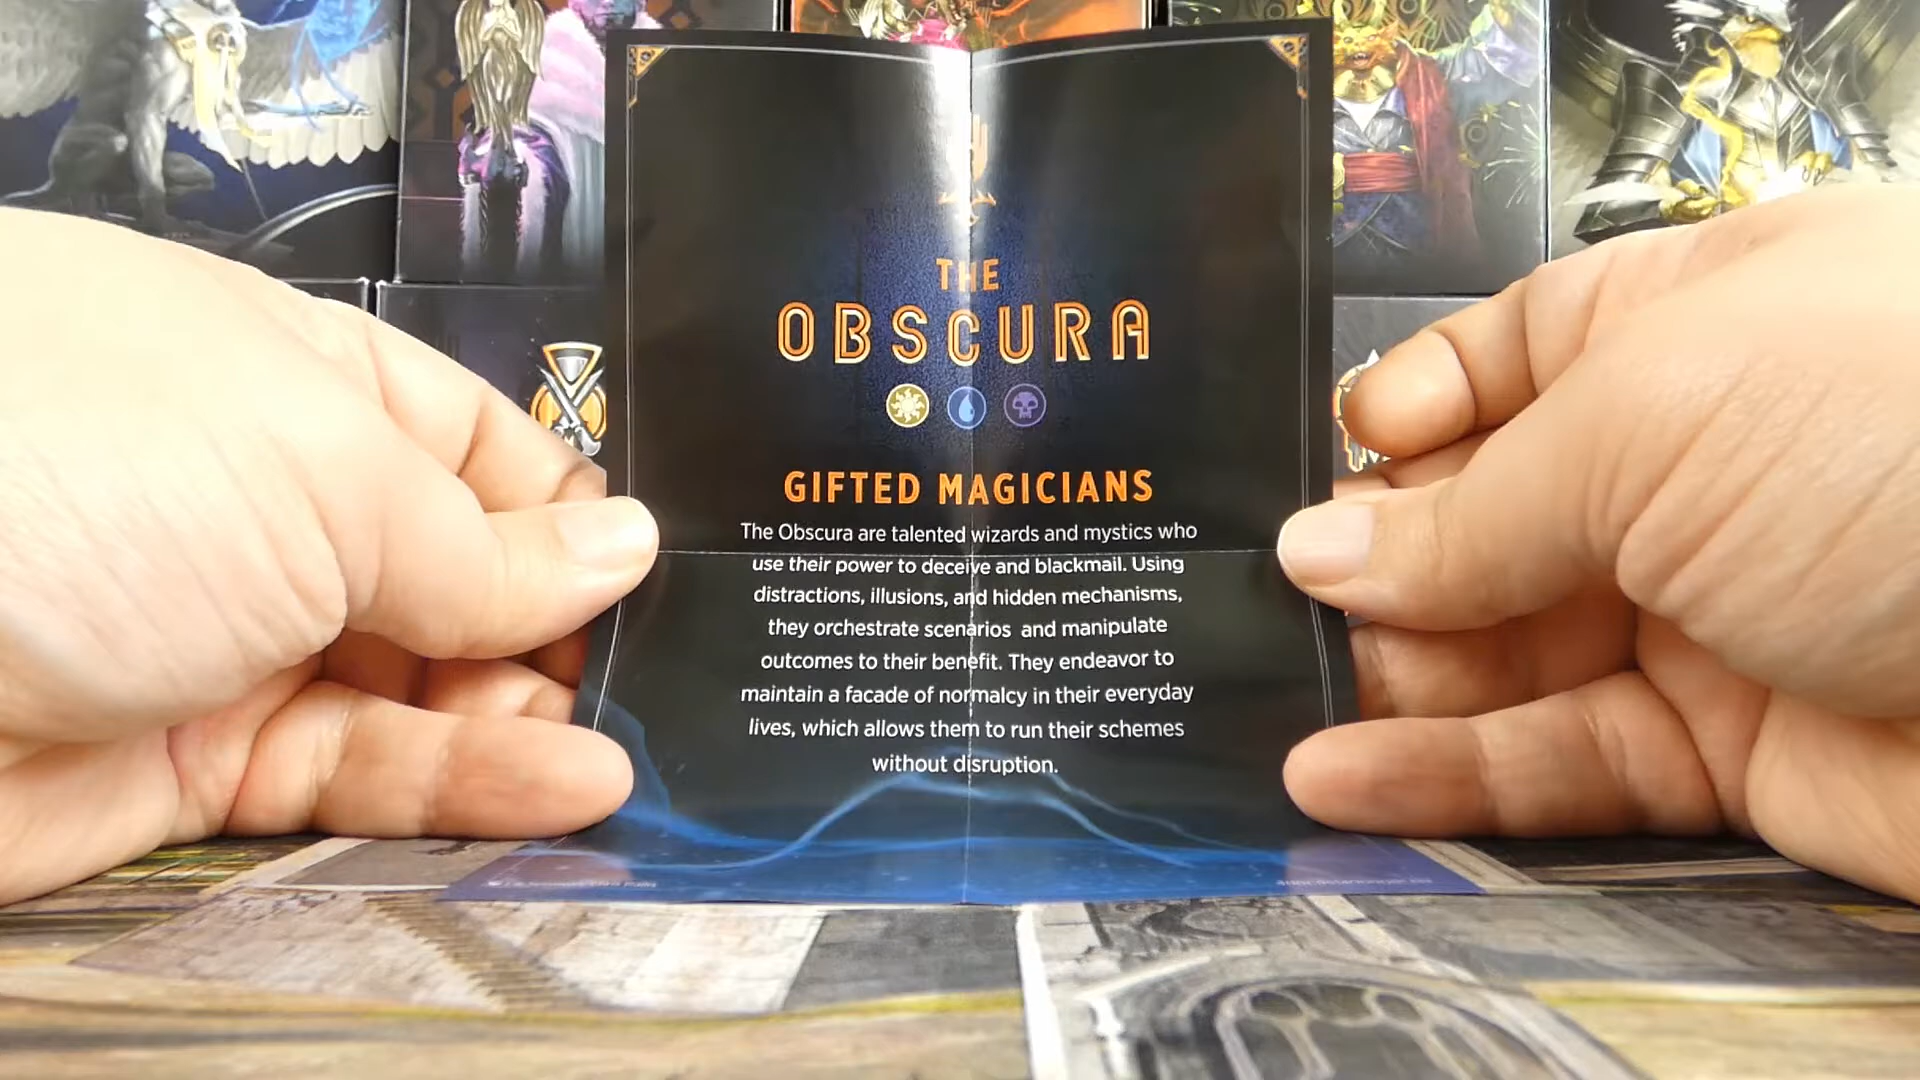 THE
OBSCURA
GIFTED MAGICIANS
The Obscura are talented wizards and mystics who
use their power to deceive and blackmail. Using
distractions, illusions, and hidden mechanisms,
they orchestrate scenarios and manipulate
outcomes to their benefit. They endeavor to
maintain a facade of normalcy in their everyday
lives, which allows them to run their schemes
without disruption.